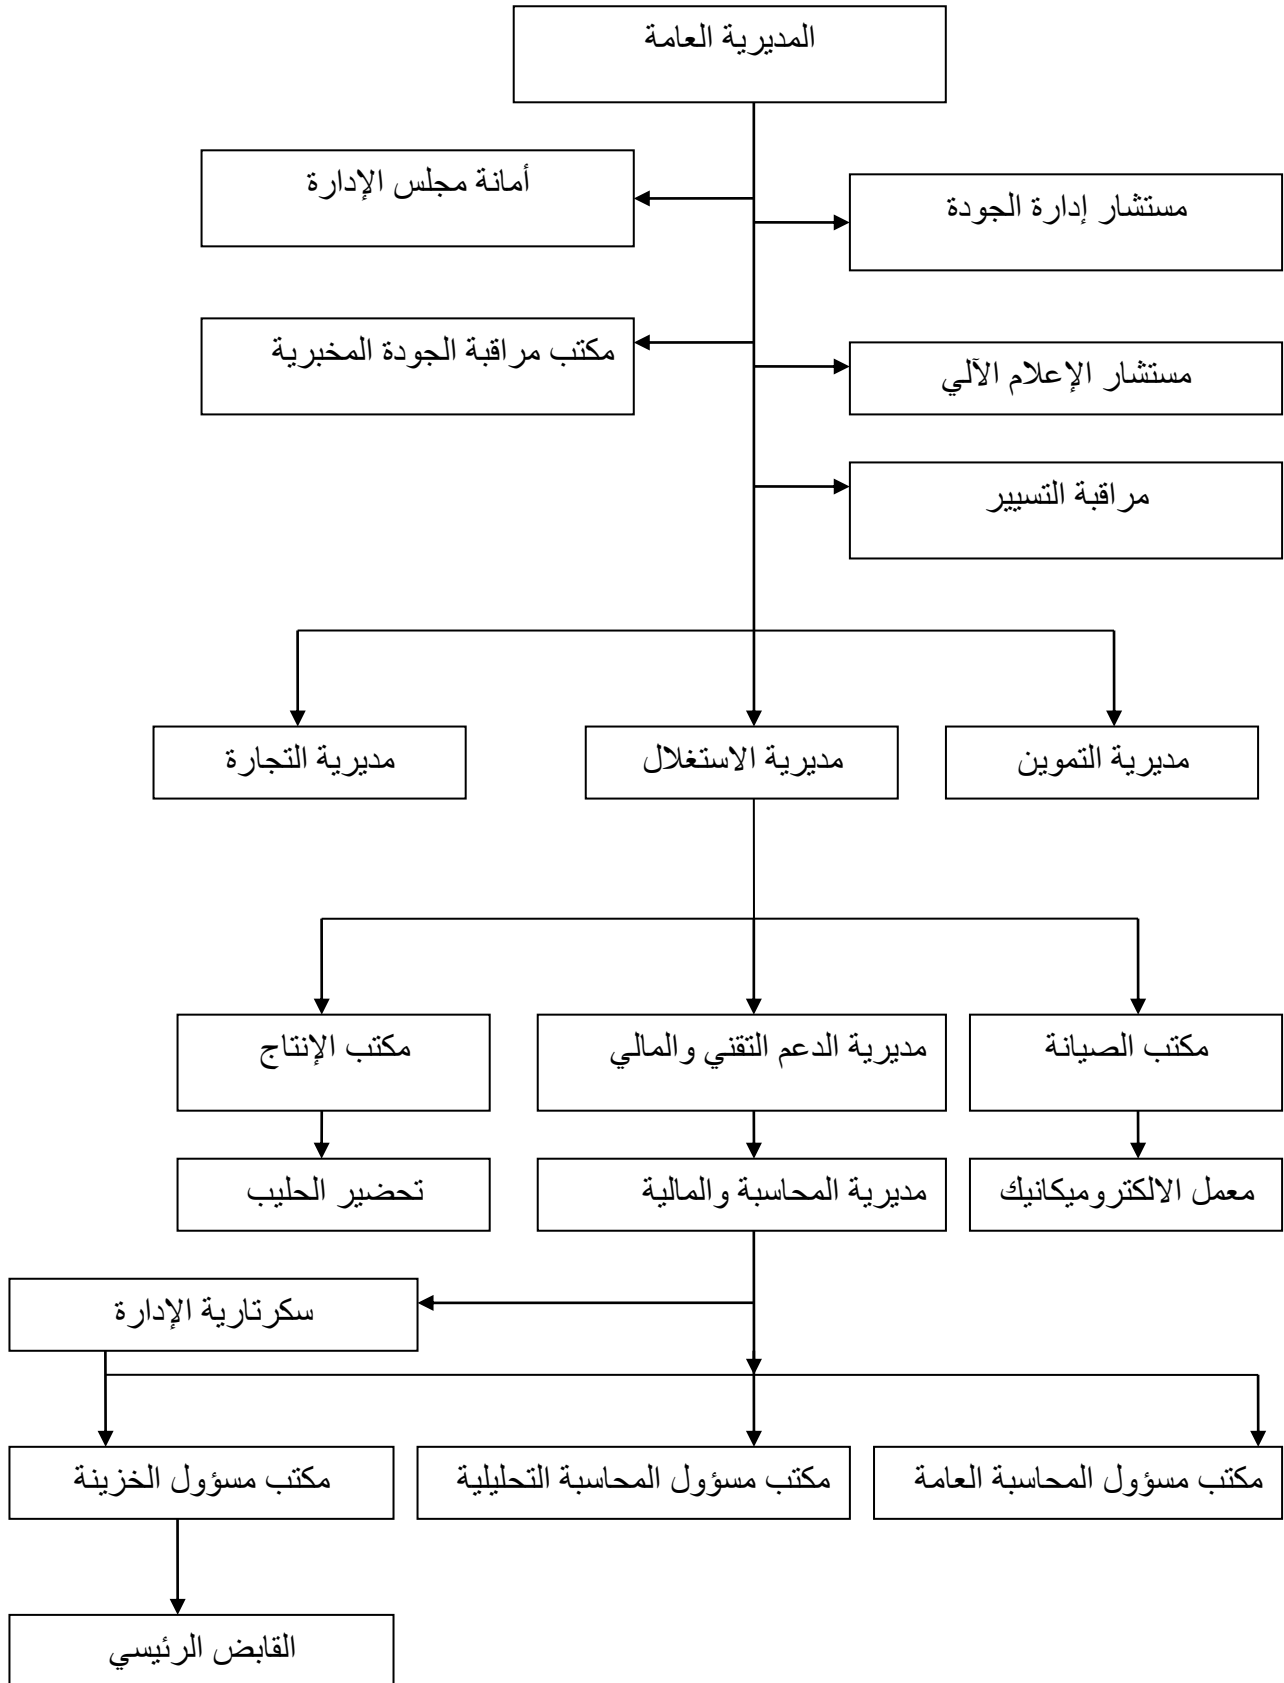 المديرية العامة
أمانة مجلس الإدارة
مستشار إدارة الجودة
مكتب مراقبة الجودة المخبرية
مستشار الإعلام الآلي
مراقبة التسيير
مديرية التموين
مديرية الاستغلال
مديرية التجارة
مكتب الصيانة
مديرية الدعم التقني والمالي
مكتب الإنتاج
معمل الالكتروميكانيك
مديرية المحاسبة والمالية
تحضير الحليب
سكرتارية الإدارة
مكتب مسؤول المحاسبة العامة
مكتب مسؤول المحاسبة التحليلية
مكتب مسؤول الخزينة
القابض الرئيسي